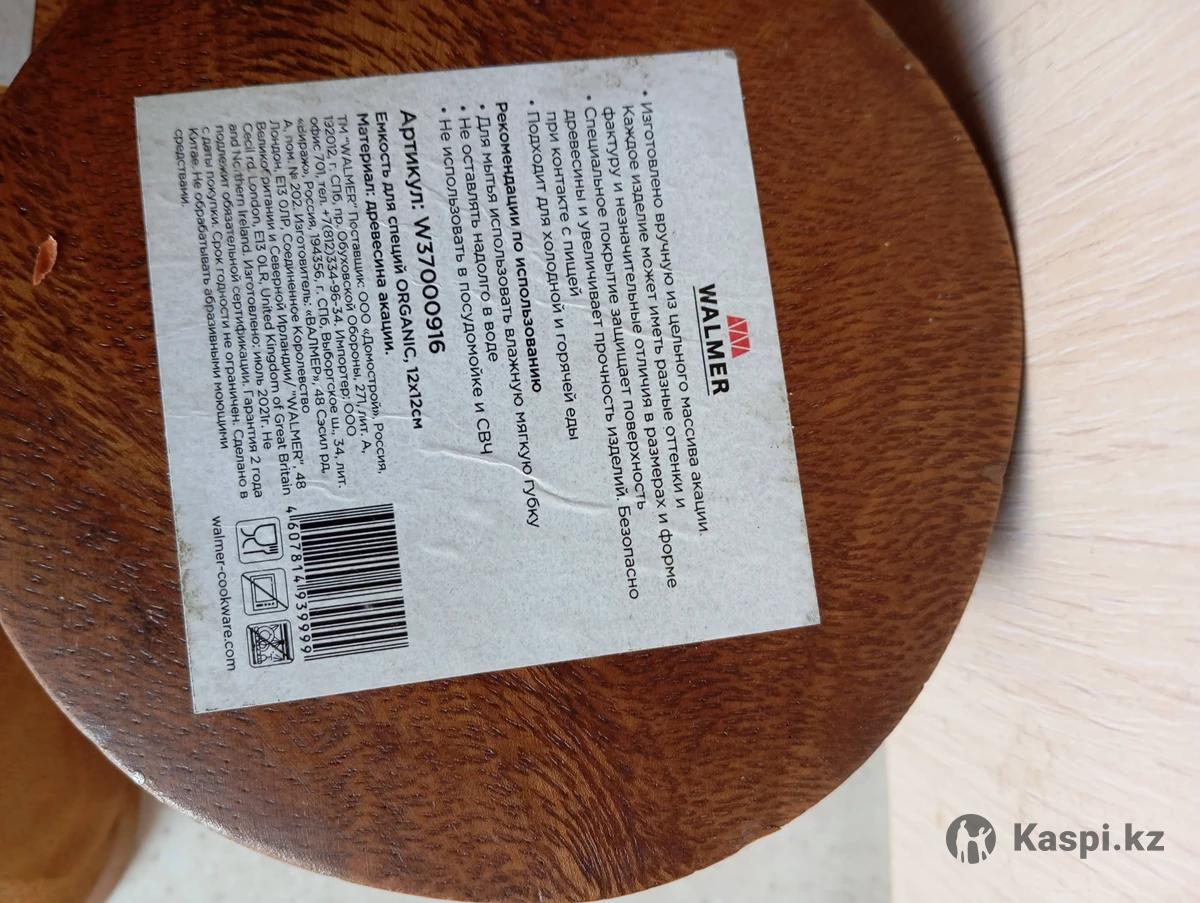 WALMER
• Изготовлено вручную из цельного массива акации.
Каждое изделие может иметь разные оттенки и
фактуру и незначительные отличия в размерах и форме
• Специальное покрытие защищает поверхность
древесины и увеличивает прочность изделий. Безопасно
при контакте с пищей
• Подходит для холодной и горячей еды
Рекомендации по использованию
• Для мытья использовать влажную мягкую губку
• Не оставлять надолго в воде
• Не использовать в посудомойке и СВЧ
Артикул: W37000916
Емкость для специй ORGANIC, 12x12см
Материал: древесина акации.
ТМ "WALMER" Поставщик: ООО «Домострой», Россия,
192012, г. СПб, пр. Обуховской Обороны, 271, лит. А,
офис 701, тел. +7(812)334-96-34. Импортер: ООО
«Вираж», Россия, 194356, г. СПб, Выборгское ш., 34, лит.
А, пом. № 202. Изготовитель: «ВАЛМЕР», 48 Сэсил рд,
Лондон, E13 0ЛР, Соединенное Королевство
Великобритании и Северной Ирландии/ "WALMER", 48
Cecil rd, London, E13 0LR, United Kingdom of Great Britain
and Northern Ireland. Изготовлено: июль 2021г. Не
подлежит обязательной сертификации. Гарантия 2 года
с даты покупки. Срок годности не ограничен. Сделано в
Китае. Не обрабатывать абразивными моющими
средствами.
4 607814 939999
walmer-cookware.com
Kaspi.kz